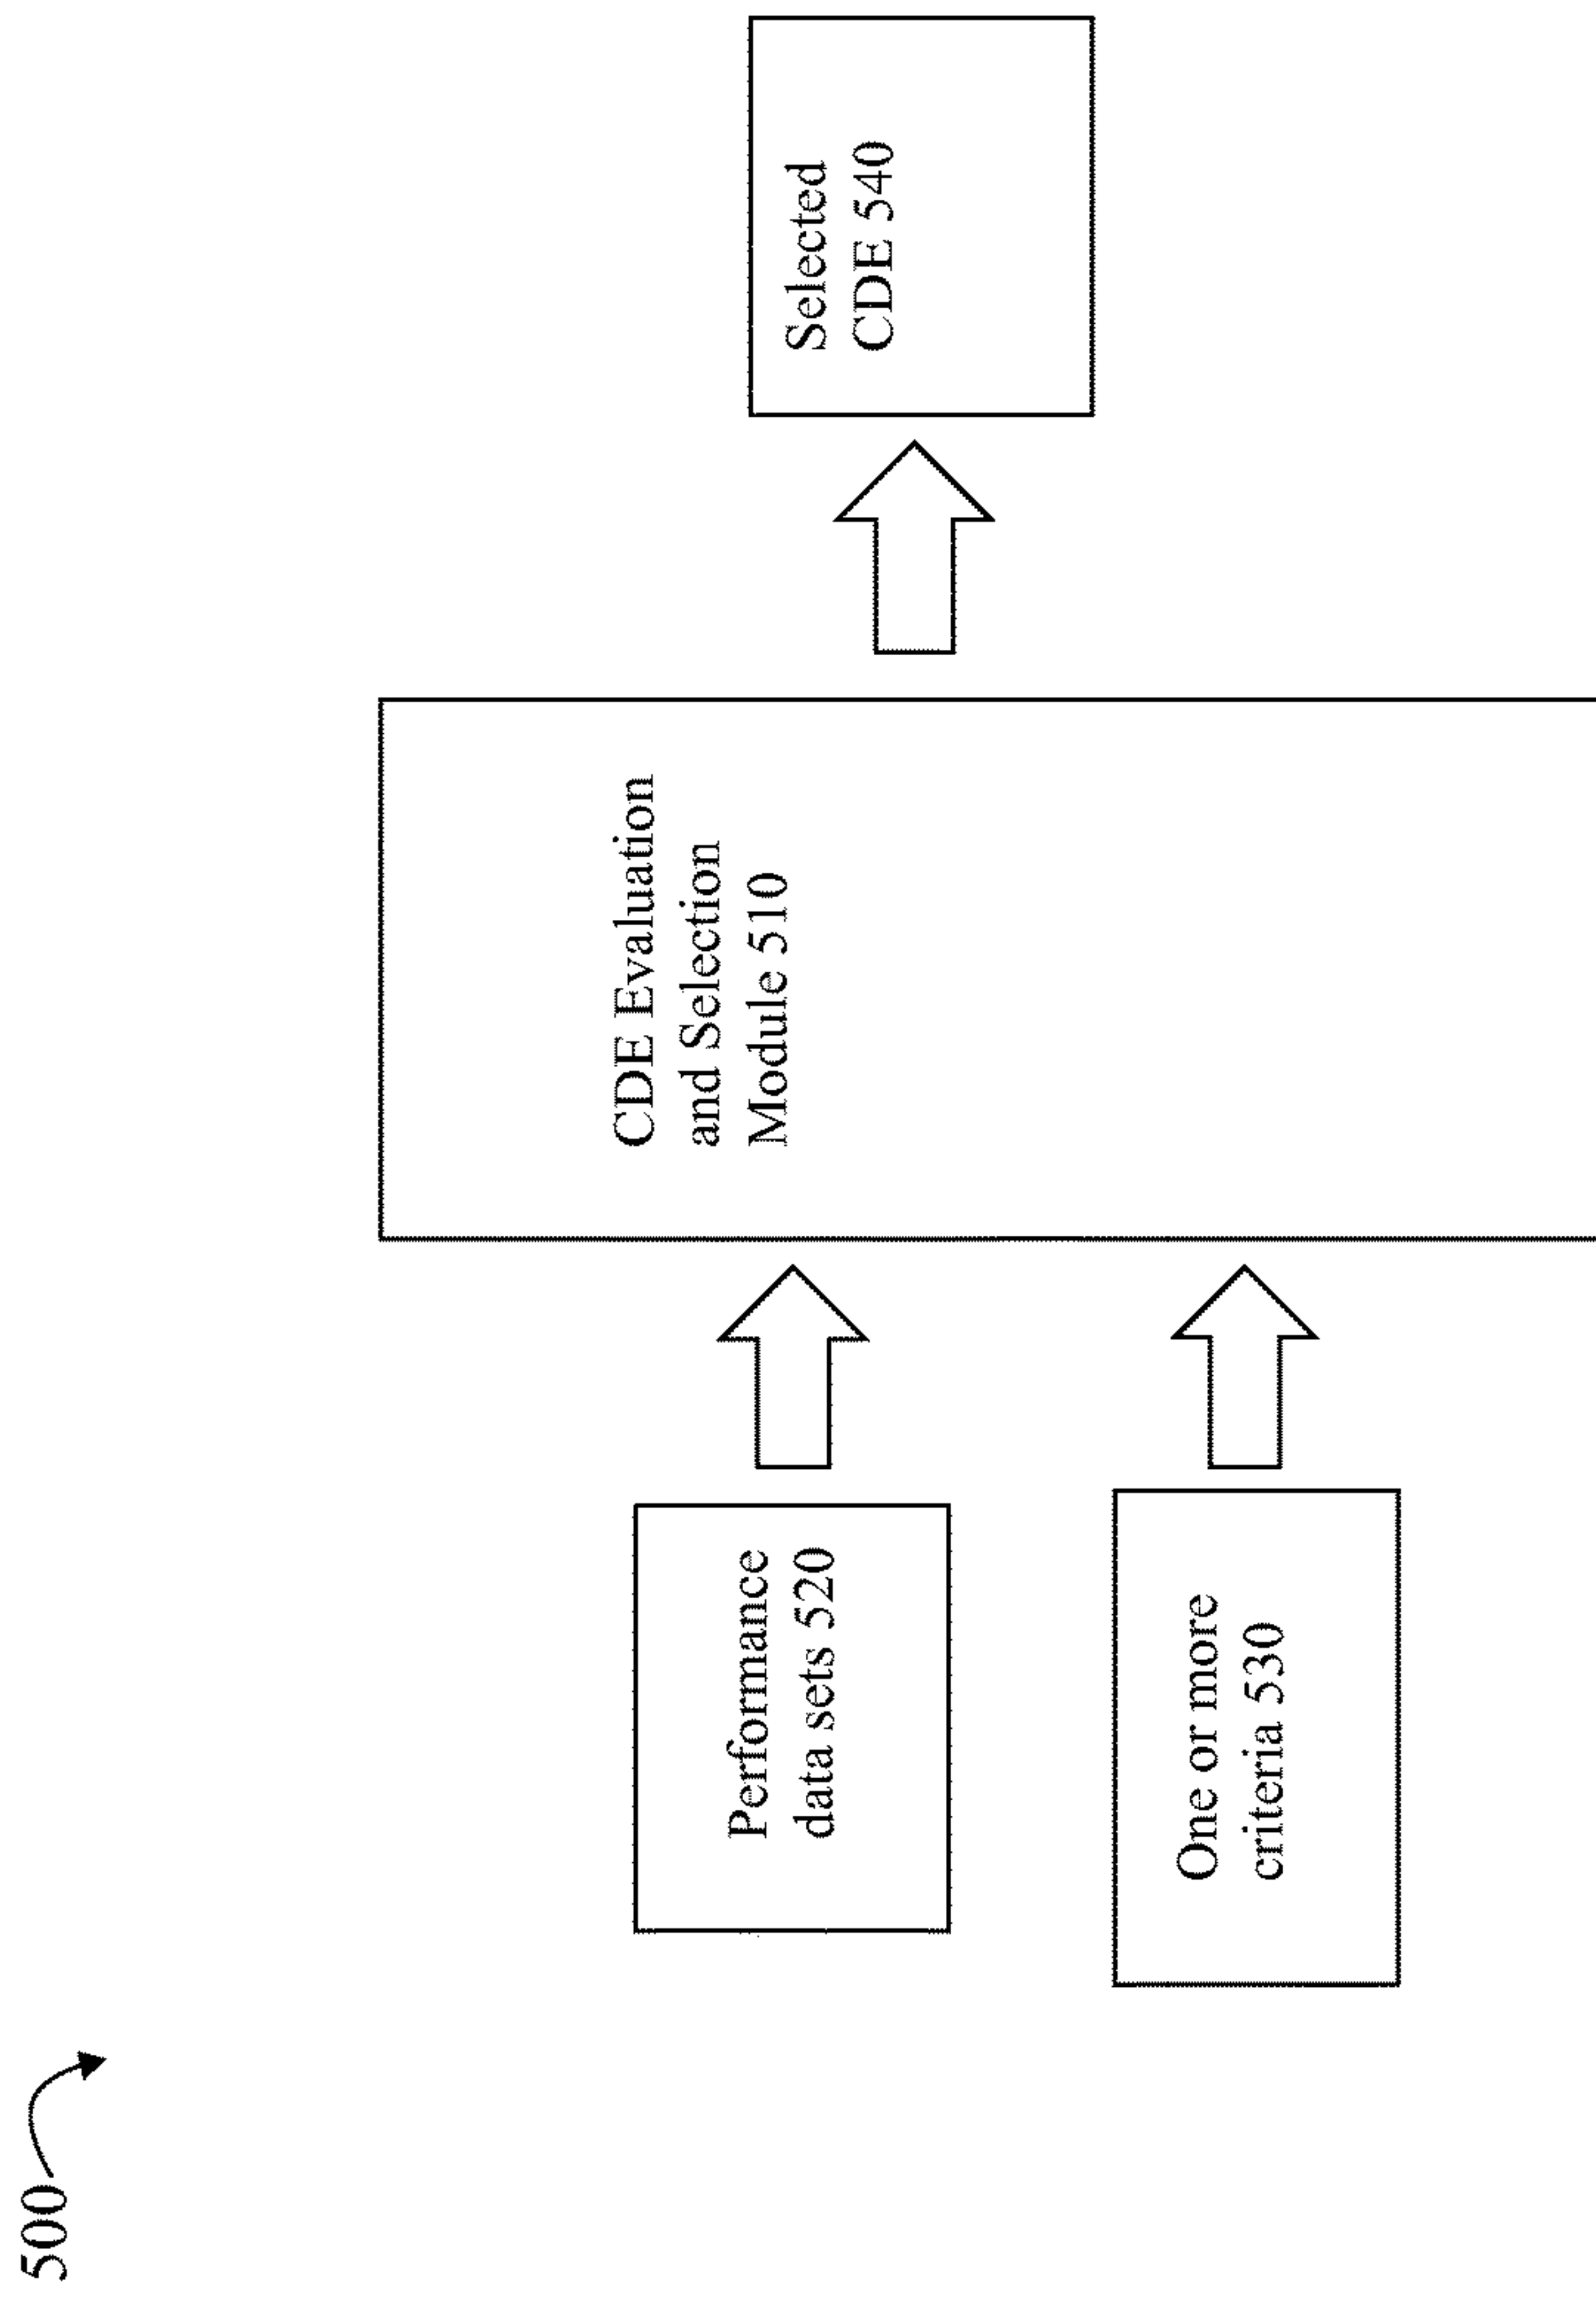 500
Performance
data sets 520
One or more
criteria 530
CDE Evaluation
and Selection
Module 510
Selected
CDE 540